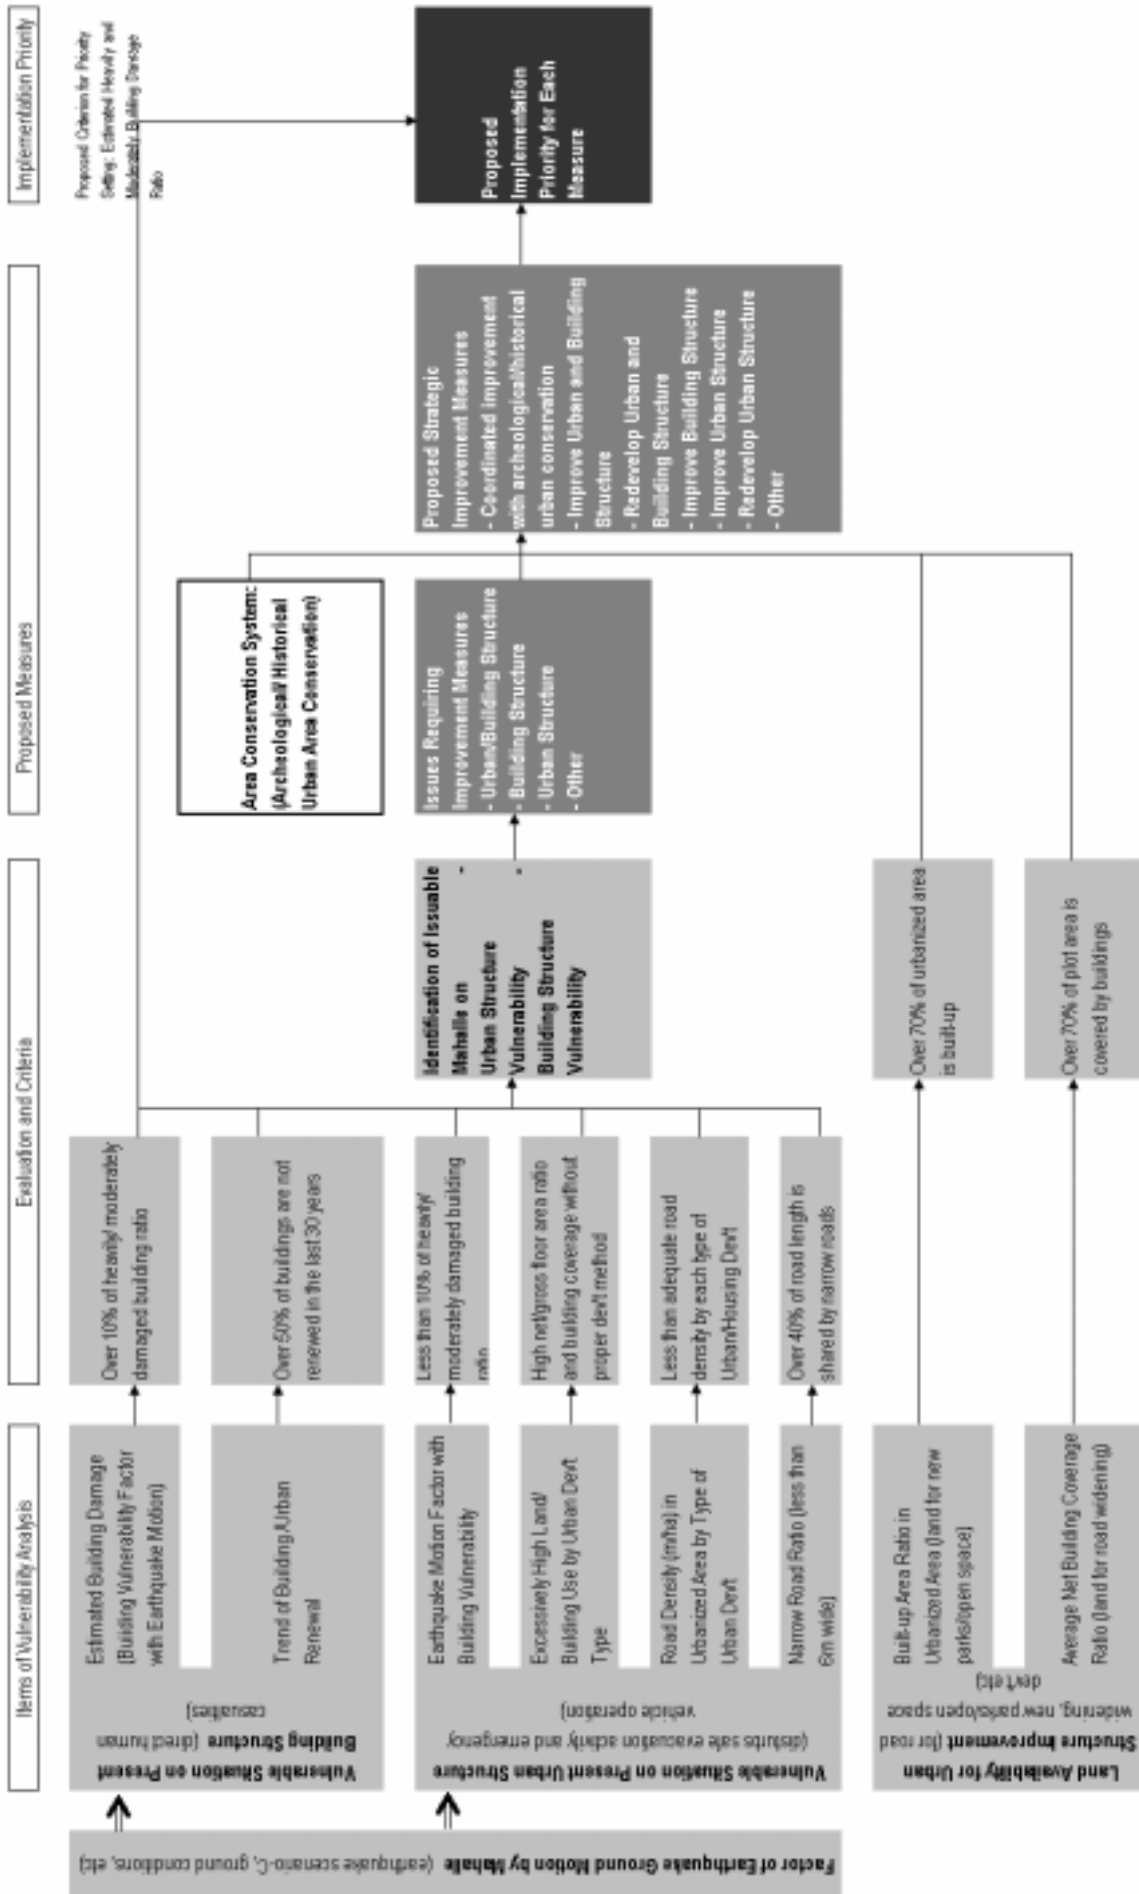 Items of Vulnerability Analysis
Evaluation and Criteria
Proposed Measures
Implementation Priority
Factor of Earthquake Ground Motion by Mahalle (earthquake scenario-C, ground conditions, etc)
Vulnerable Situation on Present
Building Structure (direct human
casualties)
Estimated Building Damage
(Building Vulnerability Factor
with Earthquake Motion)
Over 10% of heavily/ moderately
damaged building ratio
Trend of Building/Urban
Renewal
Over 50% of buildings are not
renewed in the last 30 years
Vulnerable Situation on Present Urban Structure
(disturbs safe evacuation activity and emergency
vehicle operation)
Earthquake Motion Factor with
Building Vulnerability
Less than 10% of heavily/
moderately damaged building
ratio
Excessively High Land/
Building Use by Urban Dev't
Type
High net/gross floor area ratio
and building coverage without
proper dev't method
Road Density (m/ha) in
Urbanized Area by Type of
Urban Dev't
Less than adequate road
density by each type of
Urban/Housing Dev't
Narrow Road Ratio (less than
6m wide)
Over 40% of road length is
shared by narrow roads
Land Availability for Urban
Structure Improvement (for road
widening, new parks/open space
dev't etc)
Built-up Area Ratio in
Urbanized Area (land for new
parks/open space)
Over 70% of urbanized area
is built-up
Average Net Building Coverage
Ratio (land for road widening)
Over 70% of plot area is
covered by buildings
Identification of Issuable
Mahalle on -
Urban Structure
Vulnerability -
Building Structure
Vulnerability
Area Conservation System:
(Archeological/ Historical
Urban Area Conservation)
Issues Requiring
Improvement Measures
- Urban/Building Structure
- Building Structure
- Urban Structure
- Other
Proposed Strategic
Improvement Measures
- Coordinated improvement
with archeological/historical
urban conservation
- Improve Urban and Building
Structure
- Redevelop Urban and
Building Structure
- Improve Building Structure
- Improve Urban Structure
- Redevelop Urban Structure
- Other
Proposed Criterion for Priority
Setting: Estimated Heavily and
Moderately Building Damage
Ratio
Proposed
Implementation
Priority for Each
Measure